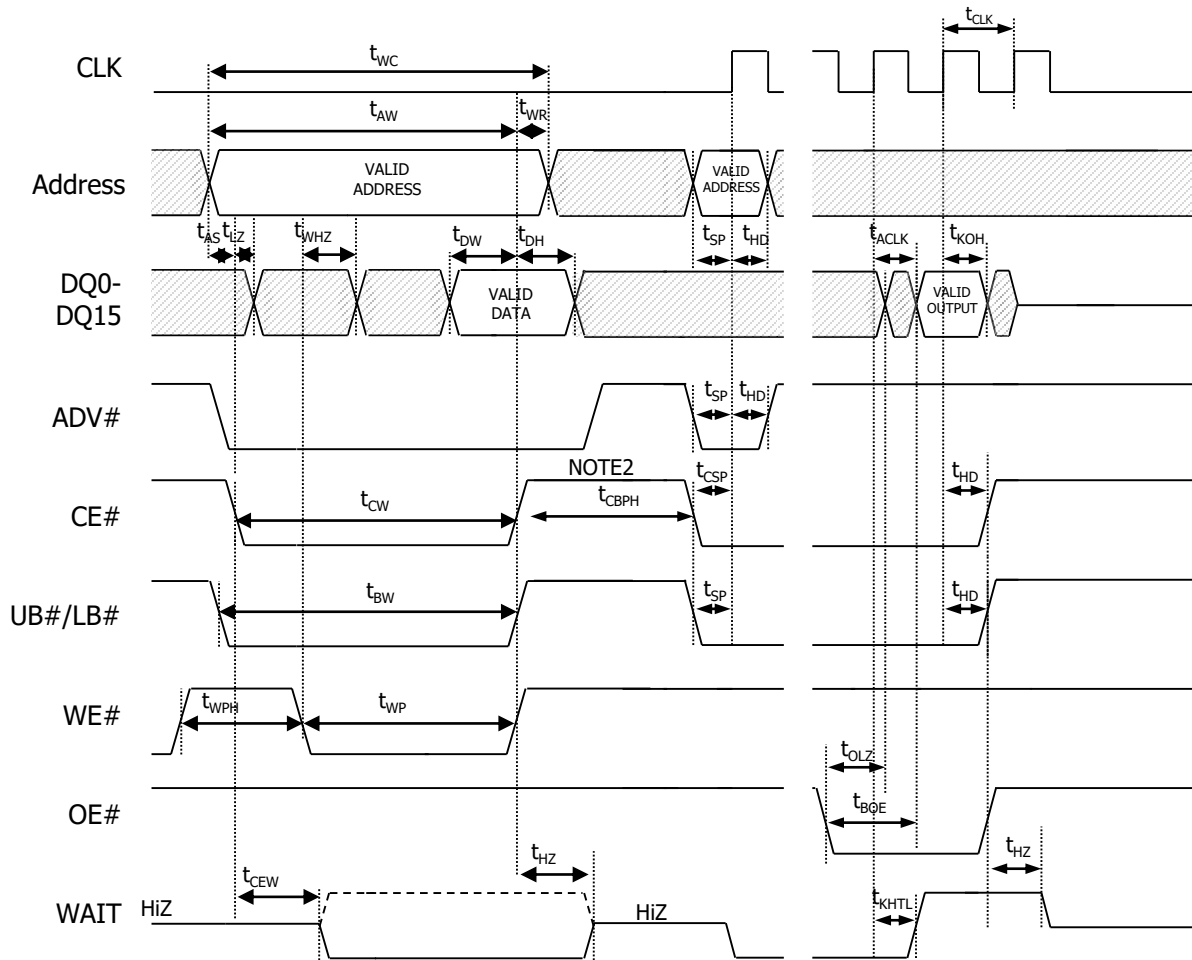 tCLK
CLK
tWC
tAW
tWR
Address
VALID
ADDRESS
VALID
ADDRESS
tAS
tLZ
tWHZ
tDW
tDH
tSP
tHD
tACLK
tKOH
DQ0-
DQ15
VALID
DATA
VALID
OUTPUT
ADV#
tSP
tHD
NOTE2
CE#
tCW
tCBPH
tCSP
tHD
UB#/LB#
tBW
tSP
tHD
WE#
tWPH
tWP
OE#
tOLZ
tBOE
WAIT
HiZ
tCEW
tHZ
HiZ
tKHTL
tHZ